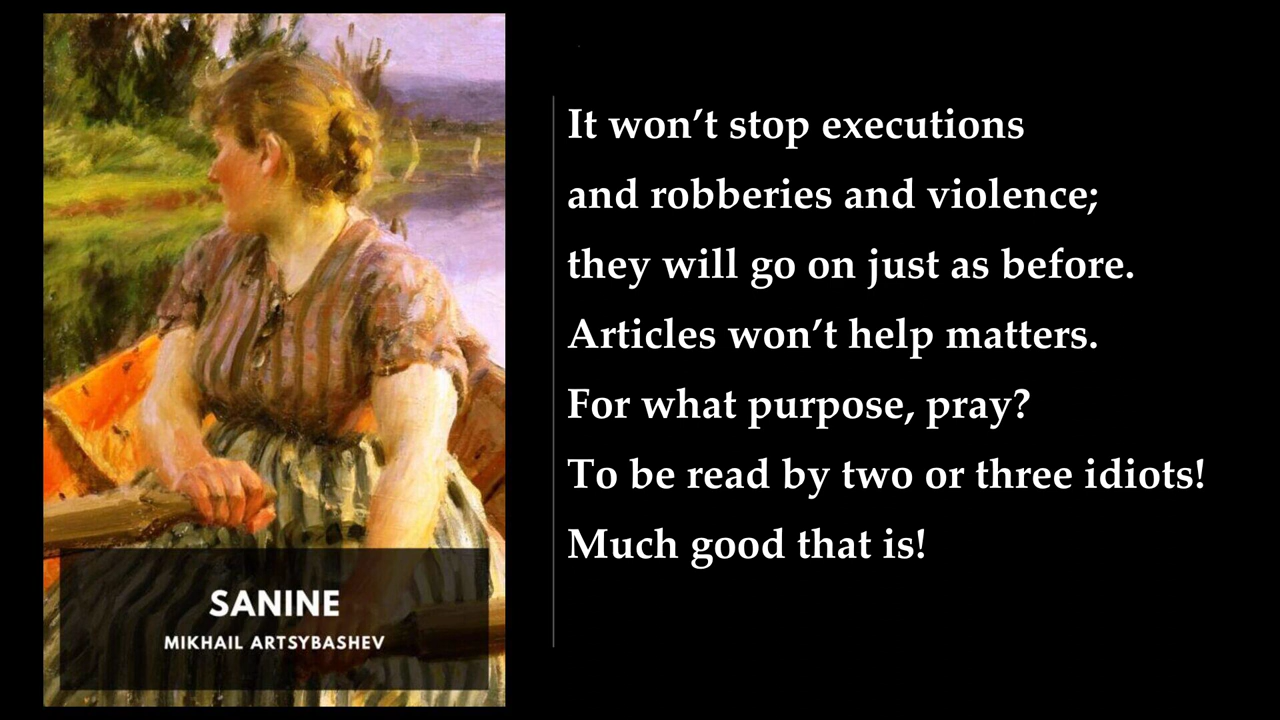 SANINE
MIKHAIL ARTSYBASHEV
It won’t stop executions
and robberies and violence;
they will go on just as before.
Articles won’t help matters.
For what purpose, pray?
To be read by two or three idiots!
Much good that is!